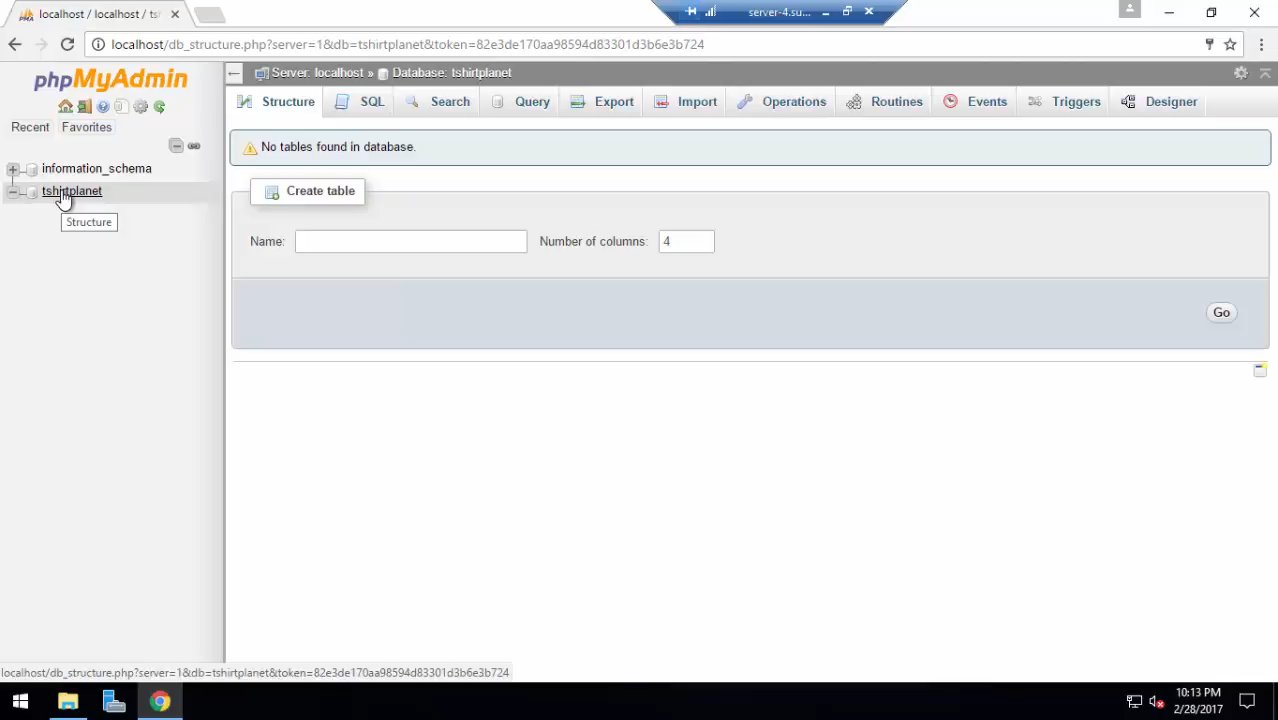 localhost / localhost / ts
server-4.su...
localhost/db_structure.php?server=1&db=tshirtplanet&token=82e3de170aa98594d83301d3b6e3b724
phpMyAdmin
Server: localhost » Database: tshirtplanet
Structure SQL Search Query Export Import Operations Routines Events Triggers Designer
Recent Favorites
No tables found in database.
information_schema
tshirtplanet
Structure
Create table
Name: Number of columns: 4
Go
localhost/db_structure.php?server=1&db=tshirtplanet&token=82e3de170aa98594d83301d3b6e3b724
10:13 PM
2/28/2017